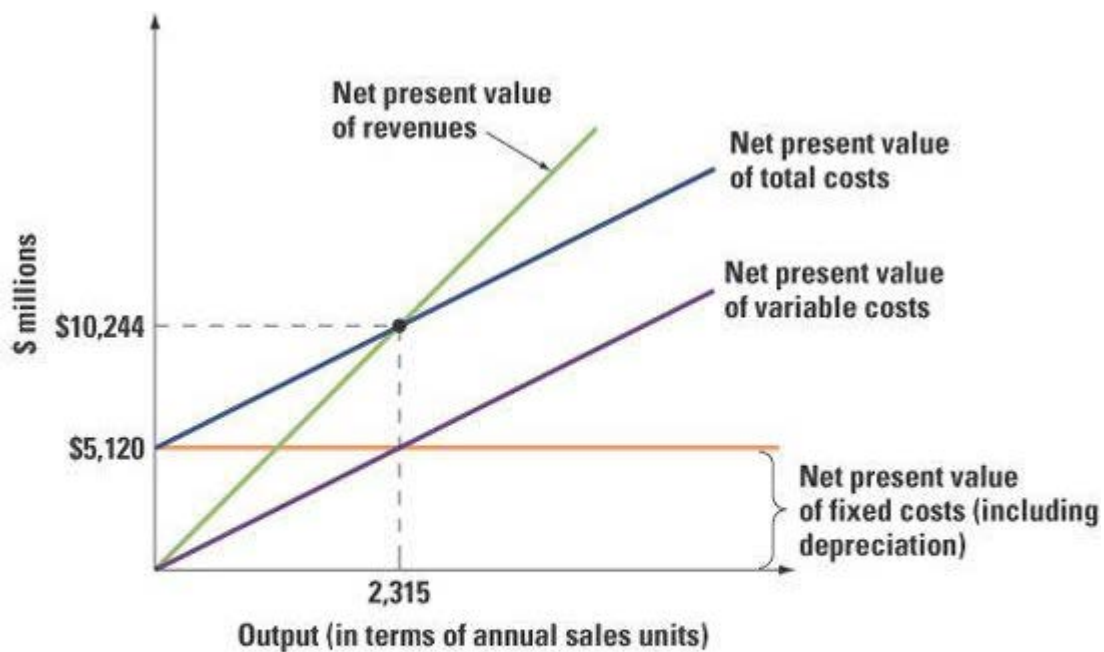 Net present value
of revenues
Net present value
of total costs
Net present value
of variable costs
$ millions
$10,244
$5,120
Net present value
of fixed costs (including
depreciation)
2,315
Output (in terms of annual sales units)